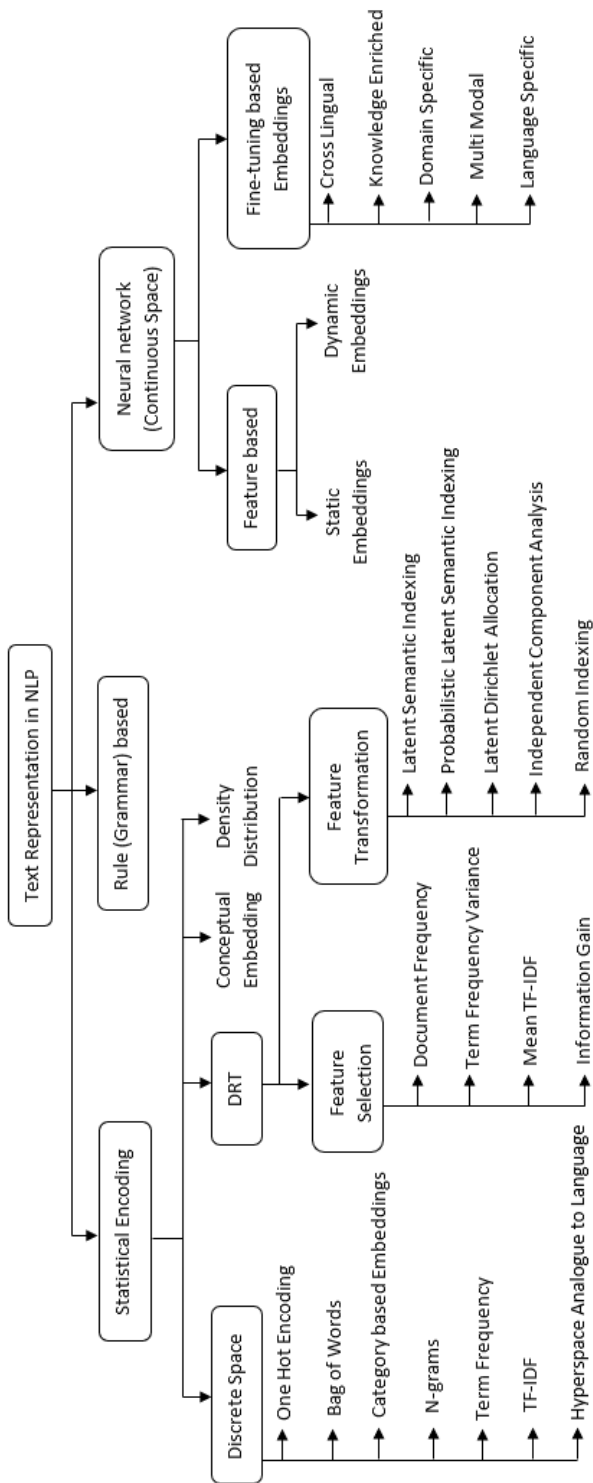 Text Representation in NLP
Statistical Encoding
Rule (Grammar) based
Neural network
(Continuous Space)
Discrete Space
DRT
Conceptual
Embedding
Density
Distribution
Feature based
Fine-tuning based
Embeddings
One Hot Encoding
Bag of Words
Category based Embeddings
N-grams
Term Frequency
TF-IDF
Hyperspace Analogue to Language
Feature
Selection
Feature
Transformation
Document Frequency
Term Frequency Variance
Mean TF-IDF
Information Gain
Latent Semantic Indexing
Probabilistic Latent Semantic Indexing
Latent Dirichlet Allocation
Independent Component Analysis
Random Indexing
Static
Embeddings
Dynamic
Embeddings
Cross Lingual
Knowledge Enriched
Domain Specific
Multi Modal
Language Specific